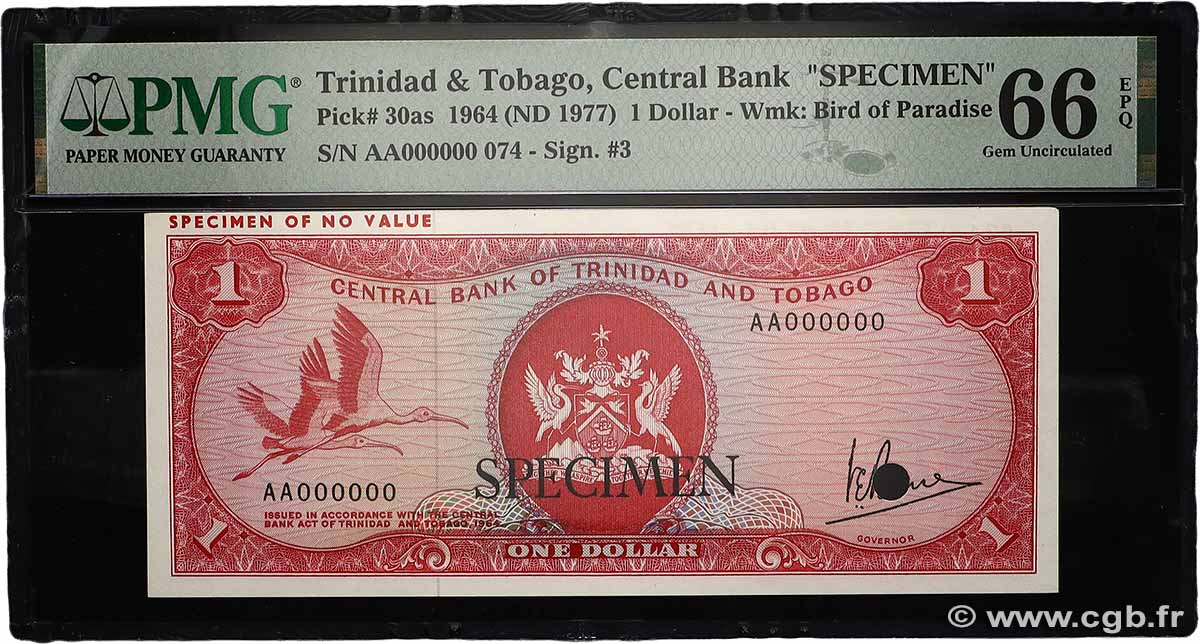 PMG®
PAPER MONEY GUARANTY
Trinidad & Tobago, Central Bank "SPECIMEN"
Pick# 30as 1964 (ND 1977) 1 Dollar - Wmk: Bird of Paradise
S/N AA000000 074 - Sign. #3
66
EPQ
Gem Uncirculated
SPECIMEN OF NO VALUE
1
1
CENTRAL BANK OF TRINIDAD AND TOBAGO
AA000000
SPECIMEN
AA000000
ISSUED IN ACCORDANCE WITH THE CENTRAL
BANK ACT OF TRINIDAD AND TOBAGO 1964
GOVERNOR
1
ONE DOLLAR
1
© www.cgb.fr